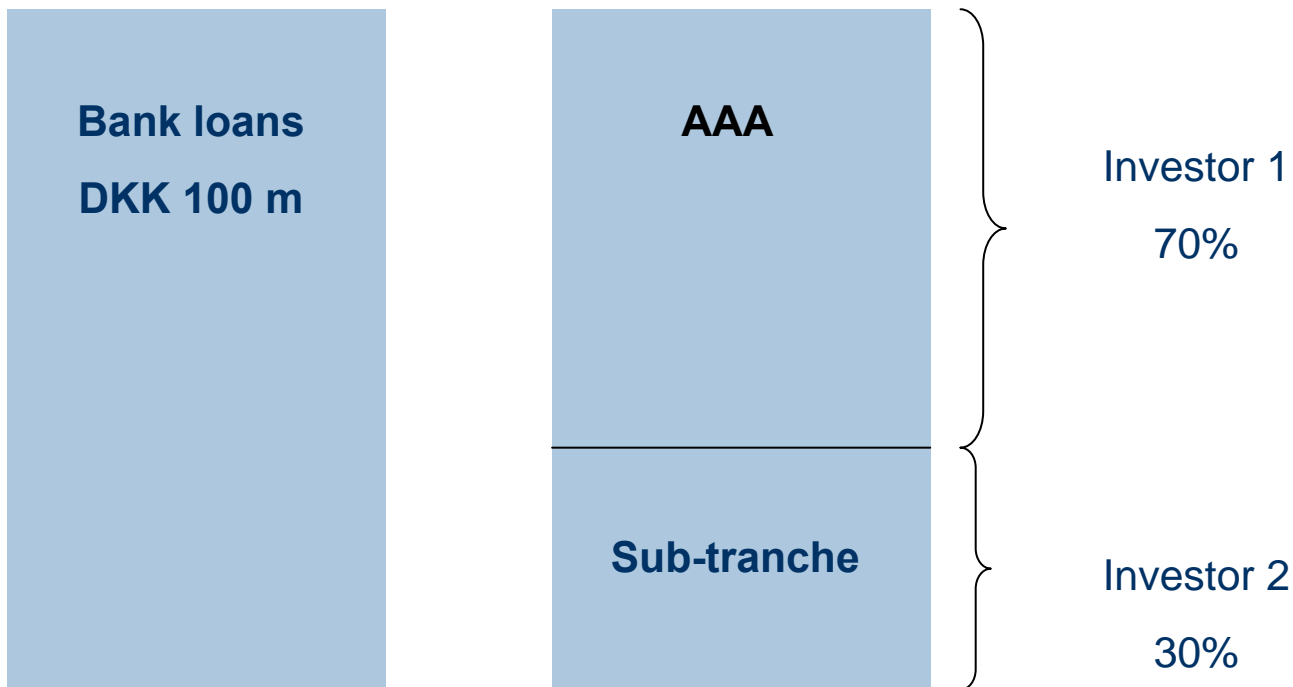 Bank loans
DKK 100 m
AAA
Investor 1
70%
Sub-tranche
Investor 2
30%